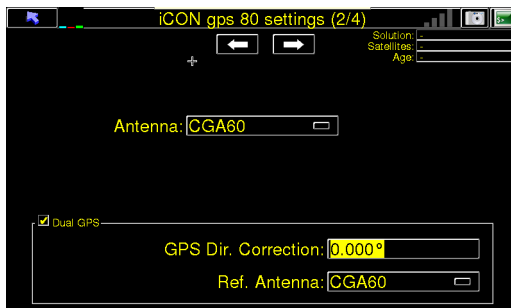 iCON gps 80 settings (2/4)
Solution: -
Satellites: -
Age: -
Antenna: CGA60
Dual GPS
GPS Dir. Correction: 0.000°
Ref. Antenna: CGA60